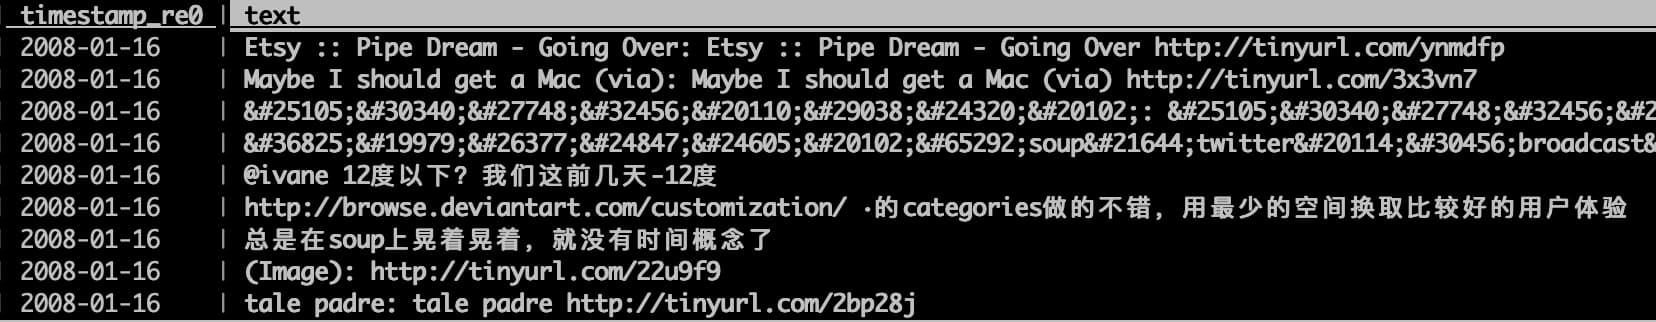 timestamp_re0 | text
2008-01-16 | Etsy :: Pipe Dream - Going Over: Etsy :: Pipe Dream - Going Over http://tinyurl.com/ynmdfp
2008-01-16 | Maybe I should get a Mac (via): Maybe I should get a Mac (via) http://tinyurl.com/3x3vn7
2008-01-16 | &#25105;&#30340;&#27748;&#32456;&#20110;&#29038;&#24320;&#20102;: &#25105;&#30340;&#27748;&#32456;&#2
2008-01-16 | &#36825;&#19979;&#26377;&#24847;&#24605;&#20102;&#65292;soup&#21644;twitter&#20114;&#30456;broadcast&
2008-01-16 | @ivane 12度以下？我们这前几天-12度
2008-01-16 | http://browse.deviantart.com/customization/ ·的categories做的不错，用最少的空间换取比较好的用户体验
2008-01-16 | 总是在soup上晃着晃着，就没有时间概念了
2008-01-16 | (Image): http://tinyurl.com/22u9f9
2008-01-16 | tale padre: tale padre http://tinyurl.com/2bp28j